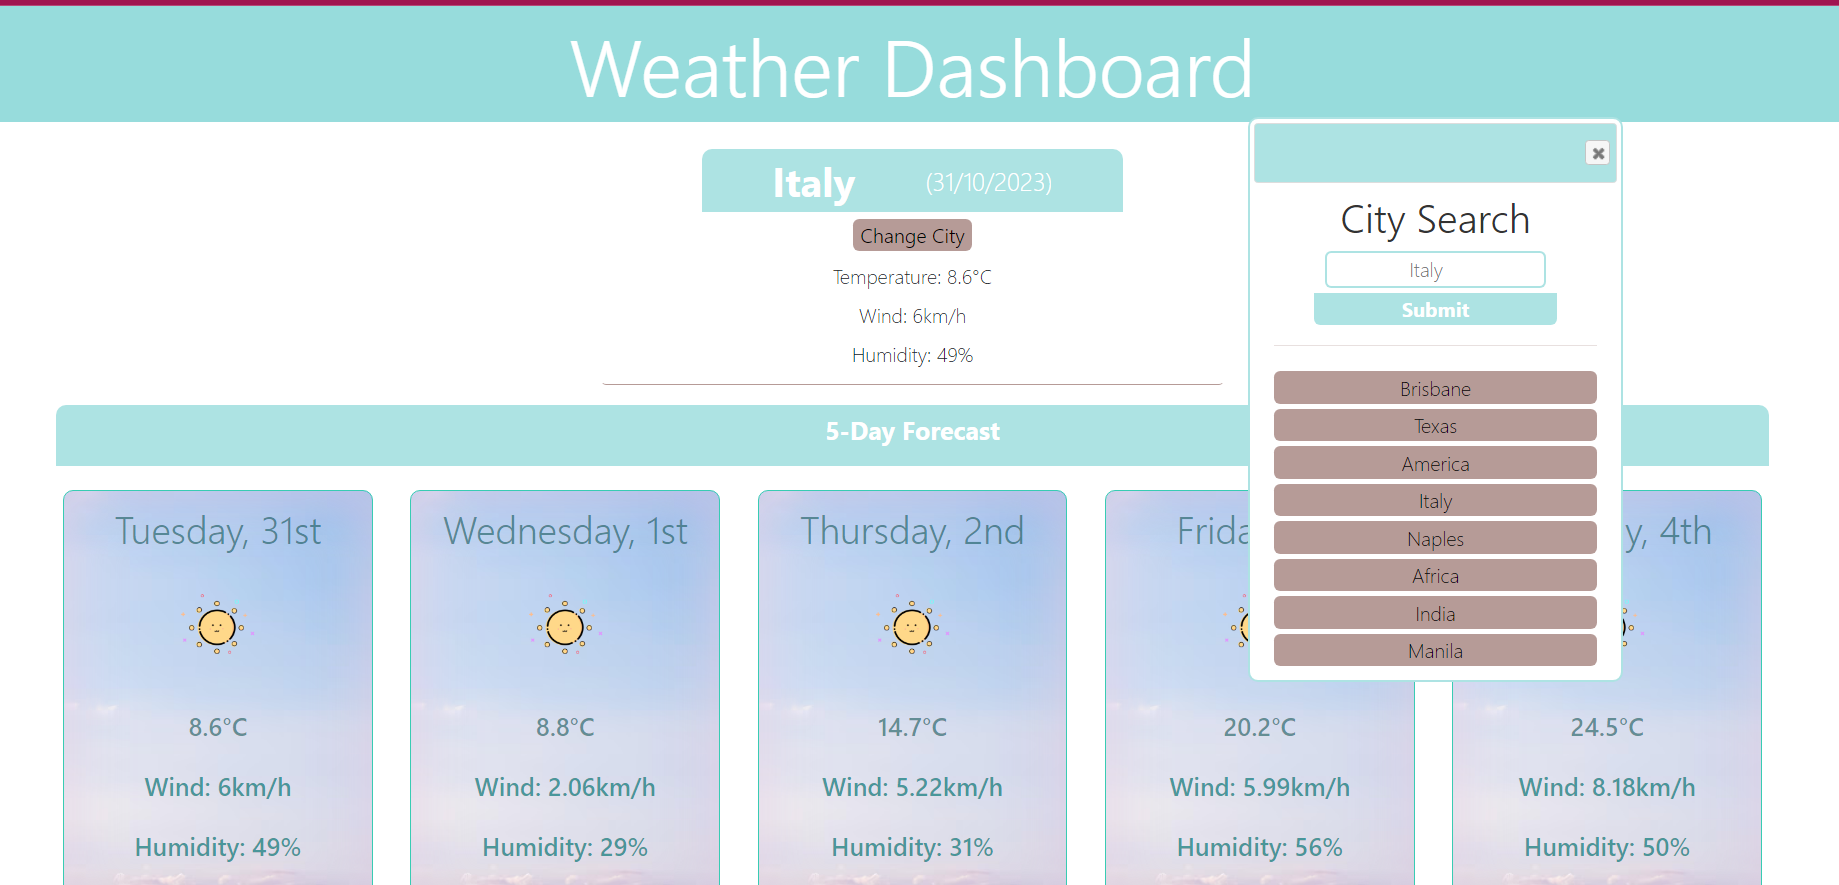 Weather Dashboard
Italy (31/10/2023)
Change City
Temperature: 8.6°C
Wind: 6km/h
Humidity: 49%
City Search
Italy
Submit
Brisbane
Texas
America
Italy
Naples
Africa
India
Manila
5-Day Forecast
Tuesday, 31st
8.6°C
Wind: 6km/h
Humidity: 49%
Wednesday, 1st
8.8°C
Wind: 2.06km/h
Humidity: 29%
Thursday, 2nd
14.7°C
Wind: 5.22km/h
Humidity: 31%
Frida
20.2°C
Wind: 5.99km/h
Humidity: 56%
y, 4th
24.5°C
Wind: 8.18km/h
Humidity: 50%